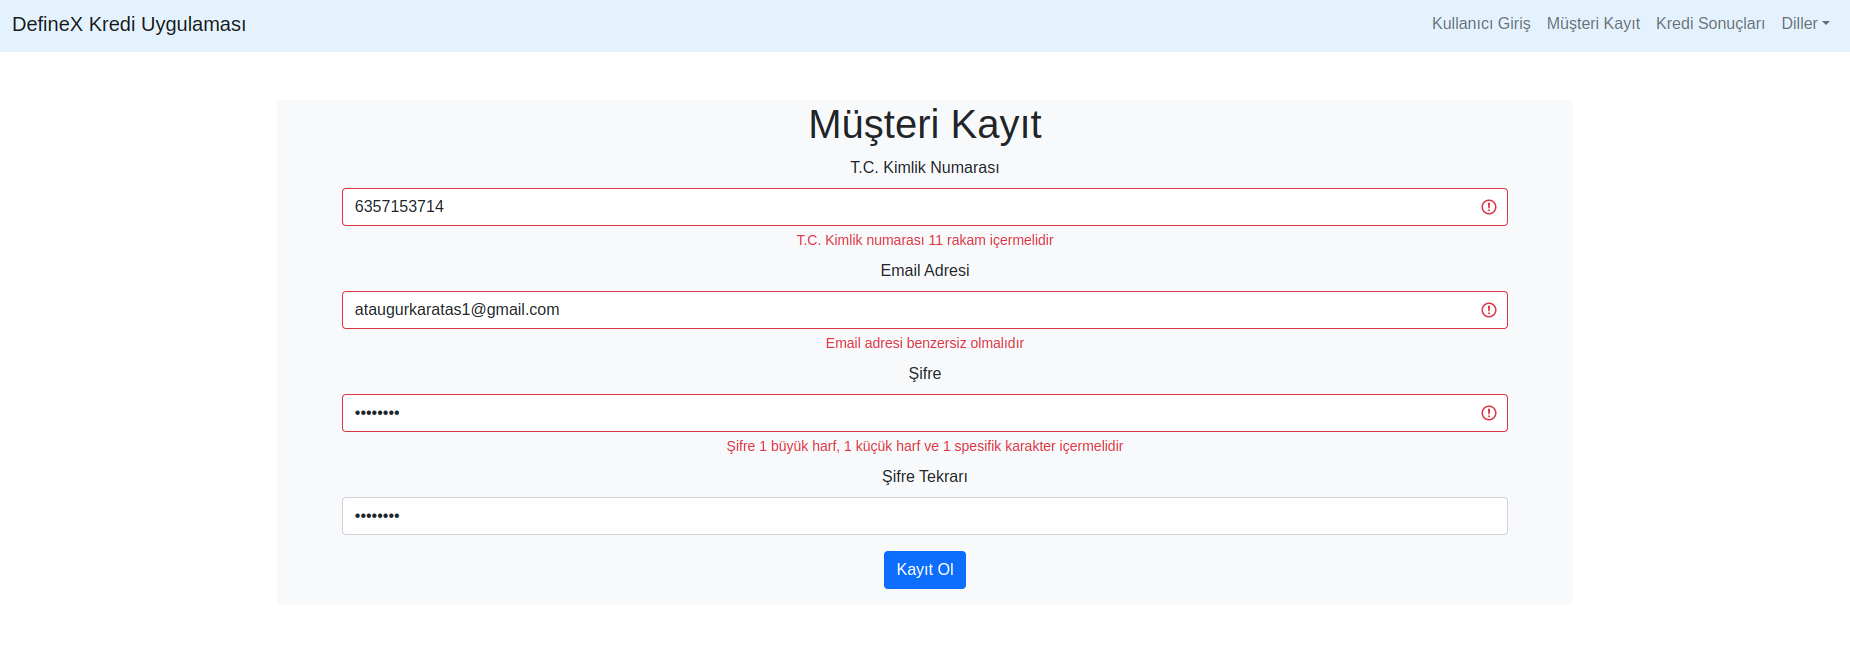 DefineX Kredi Uygulaması
Kullanıcı Giriş
Müşteri Kayıt
Kredi Sonuçları
Diller
Müşteri Kayıt
T.C. Kimlik Numarası
6357153714
T.C. Kimlik numarası 11 rakam içermelidir
Email Adresi
ataugurkaratas1@gmail.com
Email adresi benzersiz olmalıdır
Şifre
••••••••
Şifre 1 büyük harf, 1 küçük harf ve 1 spesifik karakter içermelidir
Şifre Tekrarı
••••••••
Kayıt Ol